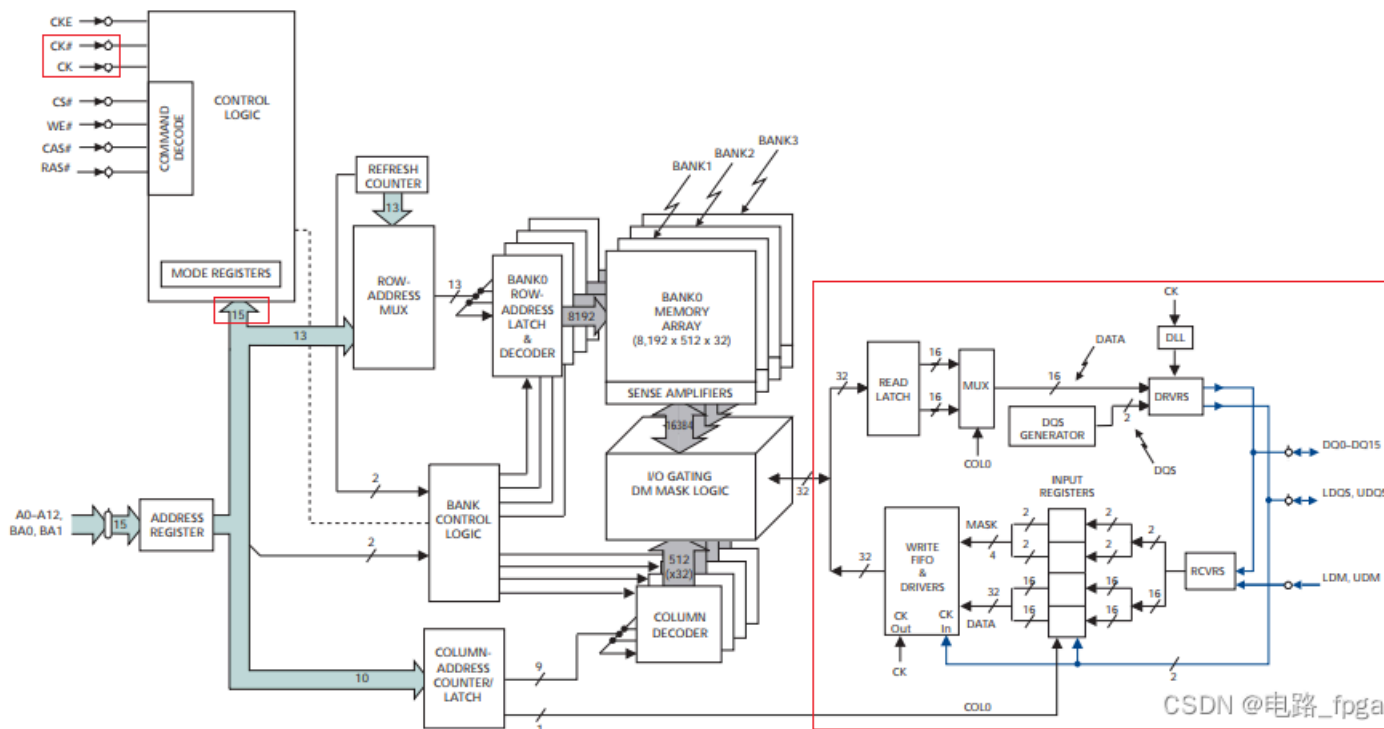 CKE
CK#
CK
CS#
WE#
CAS#
RAS#
COMMAND
DECODE
CONTROL
LOGIC
MODE REGISTERS
15
REFRESH
COUNTER
13
ROW-
ADDRESS
MUX
13
13
BANK0
ROW-
ADDRESS
LATCH
&
DECODER
8192
BANK1
BANK2
BANK3
BANK0
MEMORY
ARRAY
(8,192 x 512 x 32)
SENSE AMPLIFIERS
16384
I/O GATING
DM MASK LOGIC
32
2
BANK
CONTROL
LOGIC
2
A0–A12,
BA0, BA1
15
ADDRESS
REGISTER
512
(x32)
COLUMN
DECODER
10
COLUMN-
ADDRESS
COUNTER/
LATCH
9
COL0
32
READ
LATCH
16
16
MUX
COL0
16
DATA
CK
DLL
DRVRS
DQS
GENERATOR
2
DQS
DQ0–DQ15
LDQS, UDQS
LDM, UDM
INPUT
REGISTERS
32
WRITE
FIFO
&
DRIVERS
CK
Out
CK
In
CK
MASK
4
32
DATA
2
2
16
16
2
2
16
16
2
16
RCVRS
2
CSDN @电路_fpga